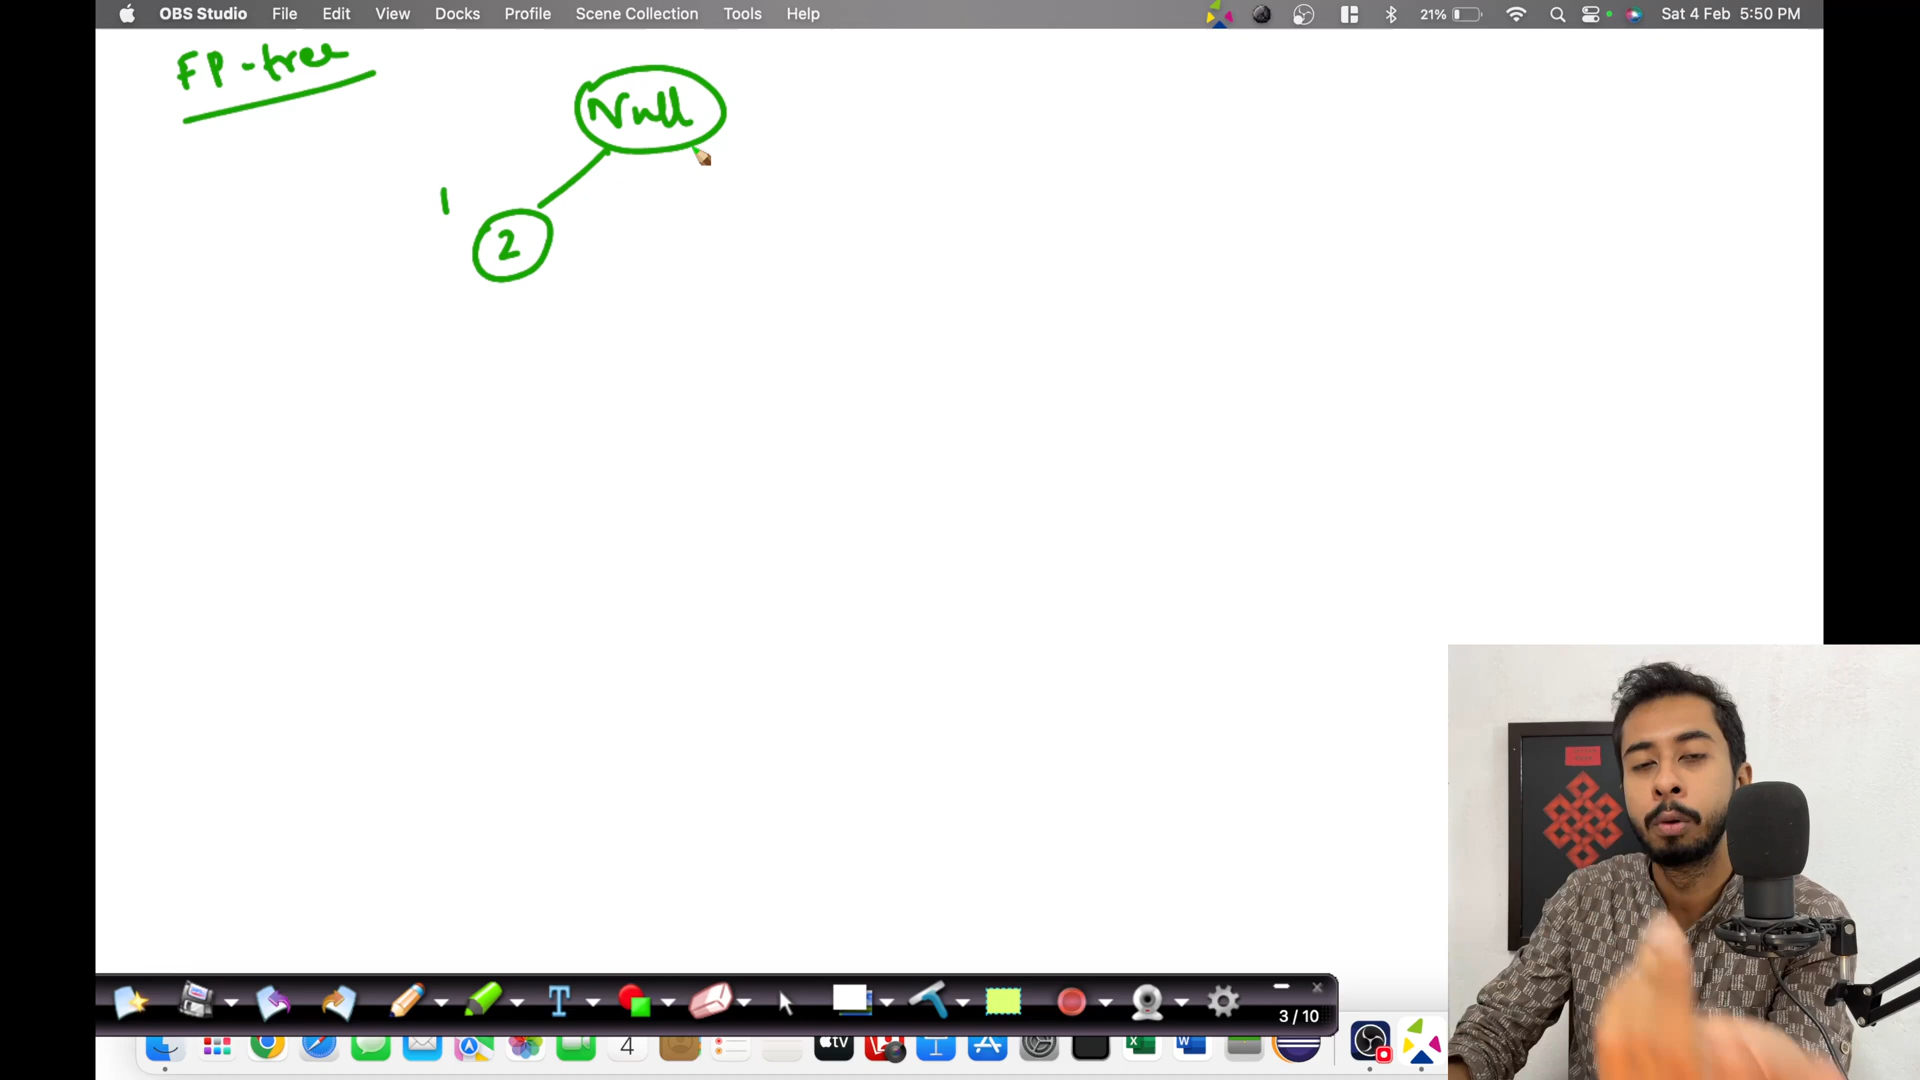 OBS Studio File Edit View Docks Profile Scene Collection Tools Help 21% Sat 4 Feb 5:50 PM
FP-tree
Null
1
2
T
3 / 10
4
tv